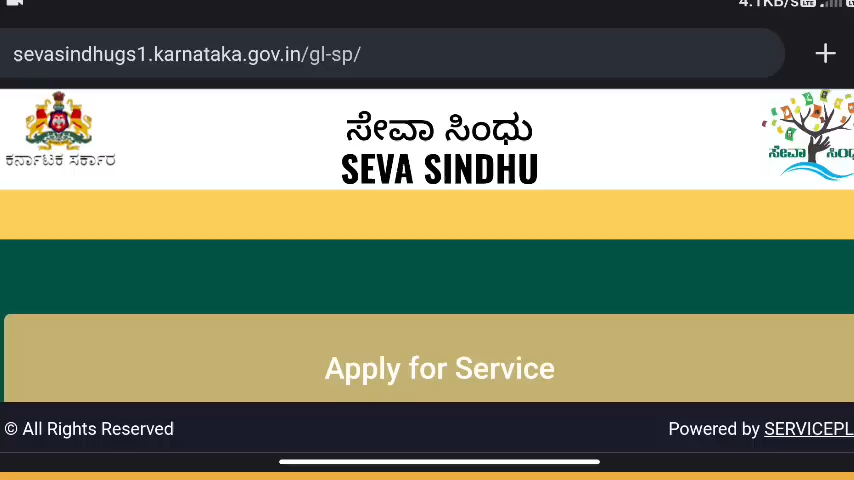 4.1KB/s
sevasindhugs1.karnataka.gov.in/gl-sp/
ಸೇವಾ ಸಿಂಧು
SEVA SINDHU
ಕರ್ನಾಟಕ ಸರ್ಕಾರ
ಸೇವಾ
Apply for Service
© All Rights Reserved
Powered by SERVICEPL